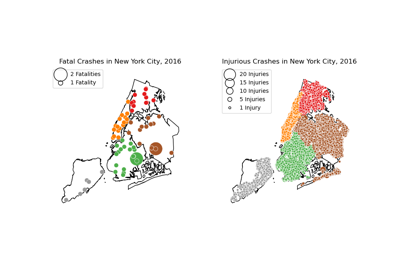 Fatal Crashes in New York City, 2016
2 Fatalities
1 Fatality
Injurious Crashes in New York City, 2016
20 Injuries
15 Injuries
10 Injuries
5 Injuries
1 Injury